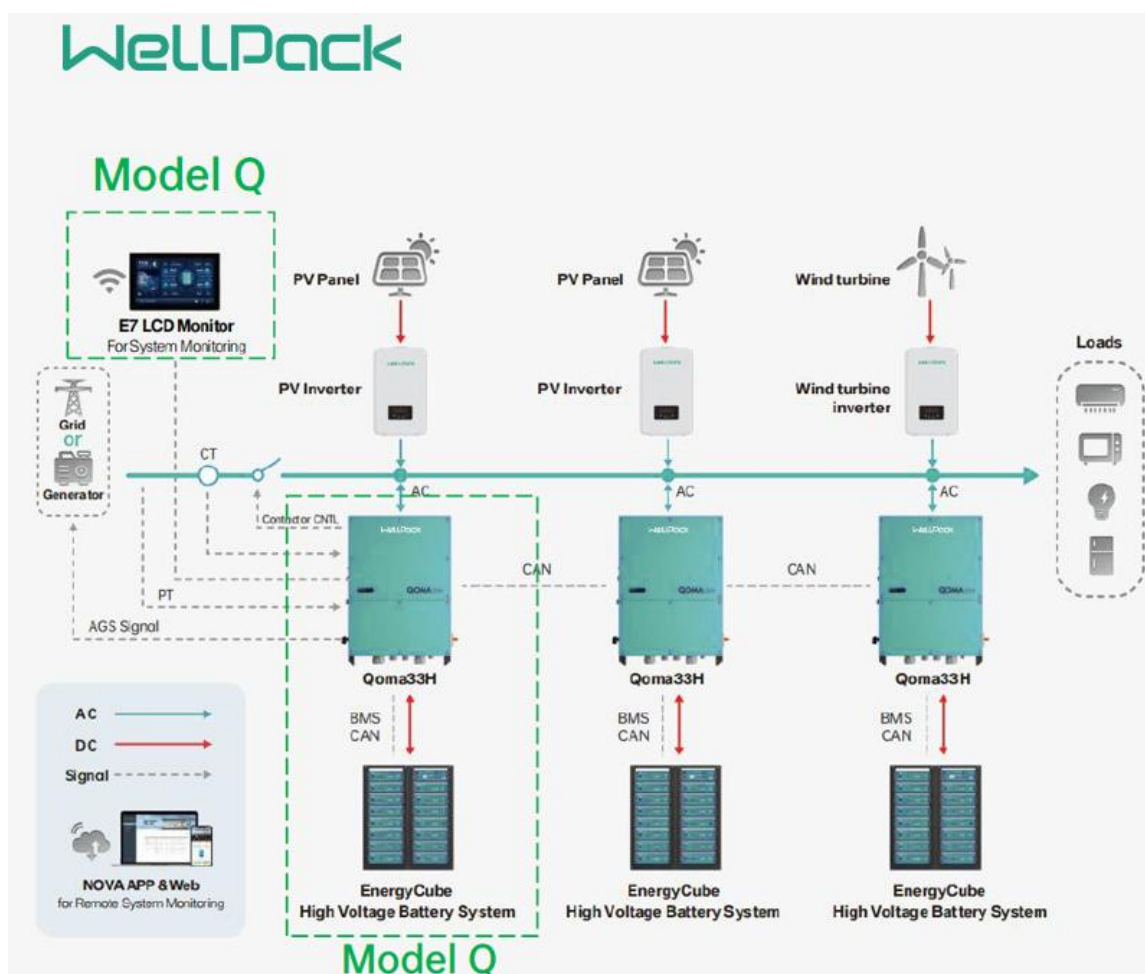 WELLPack
Model Q
E7 LCD Monitor
For System Monitoring
PV Panel
PV Panel
Wind turbine
PV Inverter
PV Inverter
Wind turbine
inverter
Loads
Grid
or
Generator
CT
AC
AC
AC
Contactor CNTL
PT
AGS Signal
WELLPack
WELLPack
WELLPack
CAN
CAN
Qoma33H
Qoma33H
Qoma33H
BMS
CAN
BMS
CAN
BMS
CAN
AC
DC
Signal
NOVA APP & Web
for Remote System Monitoring
EnergyCube
High Voltage Battery System
EnergyCube
High Voltage Battery System
EnergyCube
High Voltage Battery System
Model Q